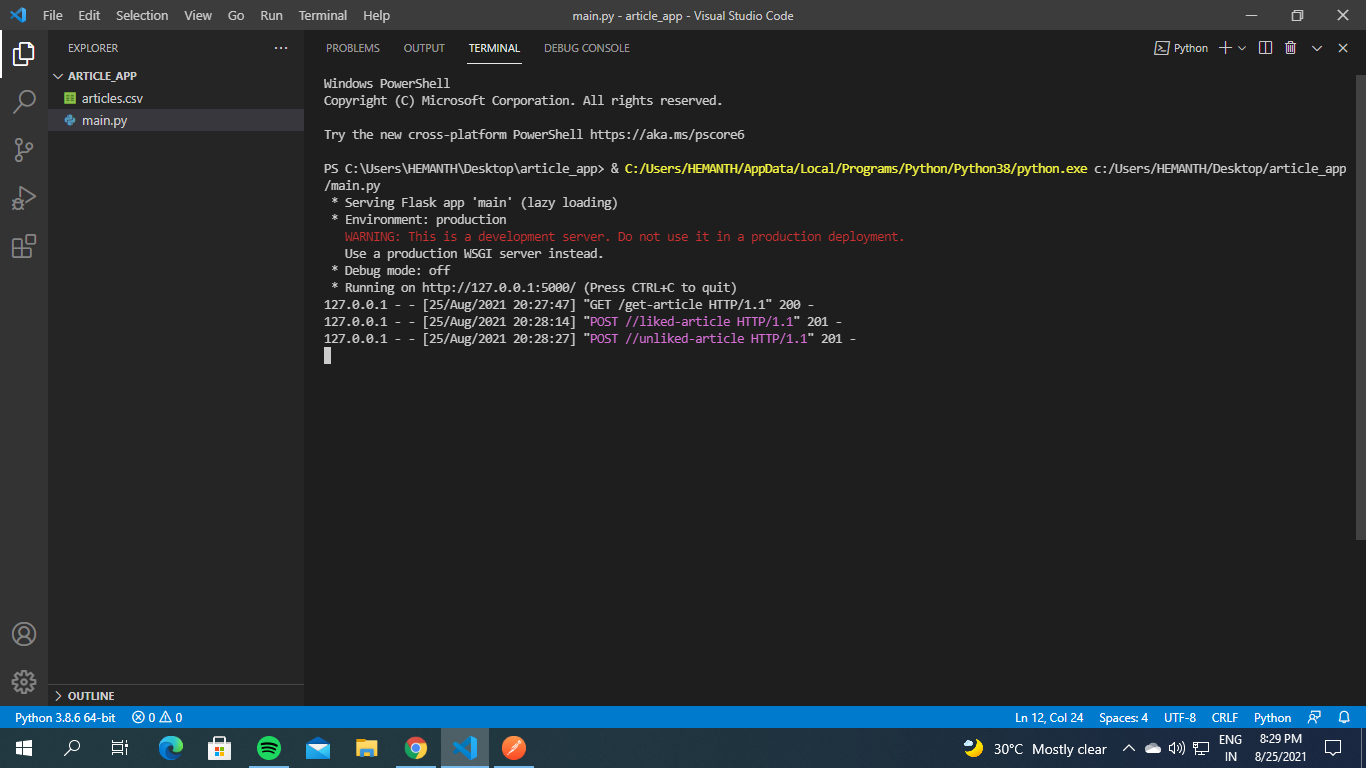 File Edit Selection View Go Run Terminal Help
main.py - article_app - Visual Studio Code
EXPLORER
ARTICLE_APP
articles.csv
main.py
OUTLINE
PROBLEMS OUTPUT TERMINAL DEBUG CONSOLE
Python
Windows PowerShell
Copyright (C) Microsoft Corporation. All rights reserved.
Try the new cross-platform PowerShell https://aka.ms/pscore6
PS C:\Users\HEMANTH\Desktop\article_app> & C:/Users/HEMANTH/AppData/Local/Programs/Python/Python38/python.exe c:/Users/HEMANTH/Desktop/article_app
/main.py
* Serving Flask app 'main' (lazy loading)
* Environment: production
WARNING: This is a development server. Do not use it in a production deployment.
Use a production WSGI server instead.
* Debug mode: off
* Running on http://127.0.0.1:5000/ (Press CTRL+C to quit)
127.0.0.1 - - [25/Aug/2021 20:27:47] "GET /get-article HTTP/1.1" 200 -
127.0.0.1 - - [25/Aug/2021 20:28:14] "POST //liked-article HTTP/1.1" 201 -
127.0.0.1 - - [25/Aug/2021 20:28:27] "POST //unliked-article HTTP/1.1" 201 -
Python 3.8.6 64-bit 0 0
Ln 12, Col 24 Spaces: 4 UTF-8 CRLF Python
30°C Mostly clear
ENG
IN
8:29 PM
8/25/2021